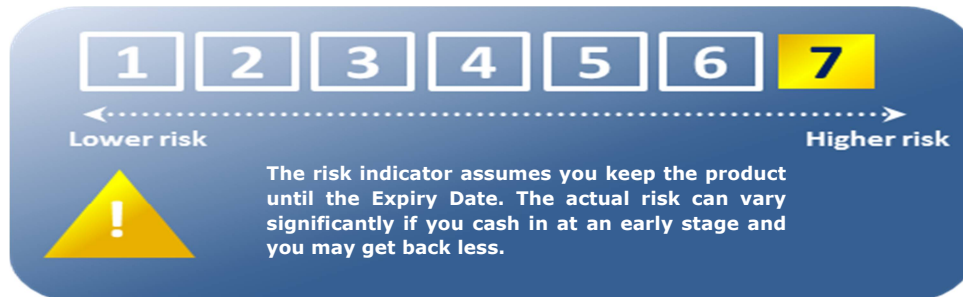 1 2 3 4 5 6 7
Lower risk Higher risk
!
The risk indicator assumes you keep the product
until the Expiry Date. The actual risk can vary
significantly if you cash in at an early stage and
you may get back less.